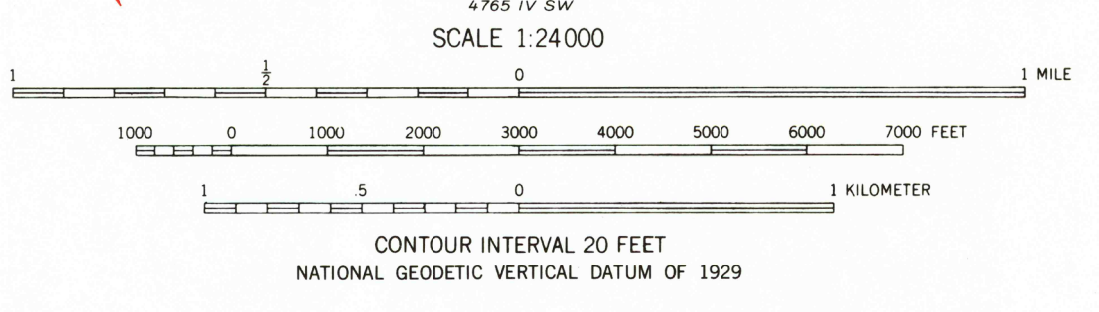 4765 IV SW
SCALE 1:24000
1 1/2 0 1 MILE
1000 0 1000 2000 3000 4000 5000 6000 7000 FEET
1 .5 0 1 KILOMETER
CONTOUR INTERVAL 20 FEET
NATIONAL GEODETIC VERTICAL DATUM OF 1929